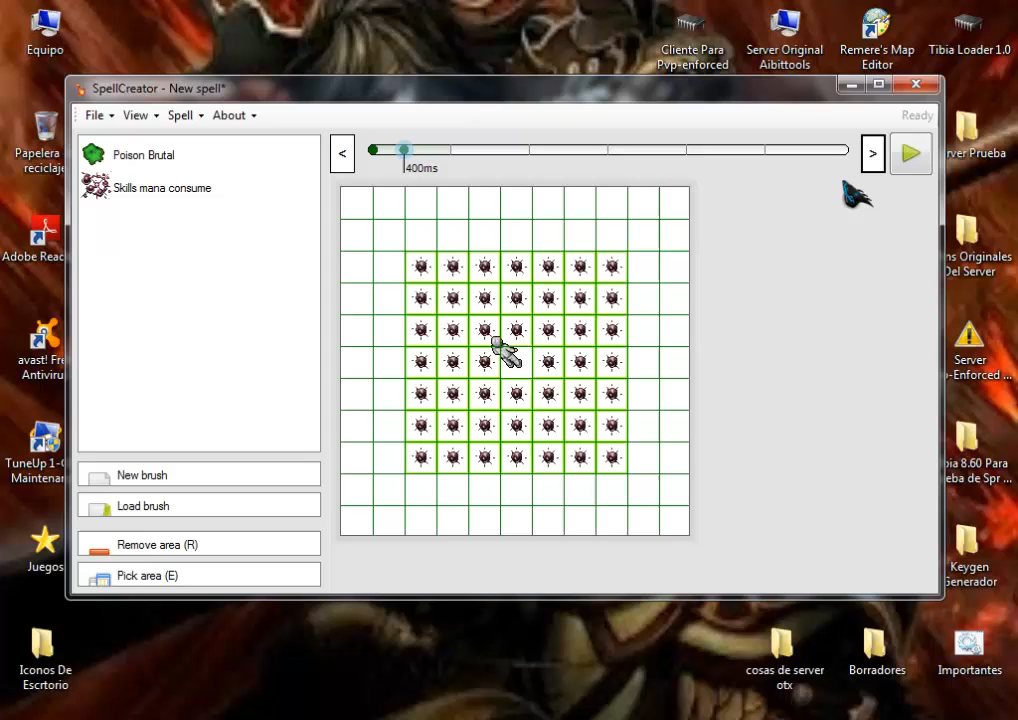 Equipo
Cliente Para
Pvp-enforced
Server Original
Aibittools
Remere's Map
Editor
Tibia Loader 1.0
SpellCreator - New spell*
File
View
Spell
About
Ready
Papelera
reciclaje
Poison Brutal
Skills mana consume
<
400ms
>
rver Prueba
Adobe Read
ns Originales
Del Server
avast! Fre
Antiviru
Server
p-Enforced ...
TuneUp 1-C
Maintenan
New brush
Load brush
Remove area (R)
Pick area (E)
bia 8.60 Para
eba de Spr ...
Juegos
Keygen
Generador
Iconos De
Escrtorio
cosas de server
otx
Borradores
Importantes